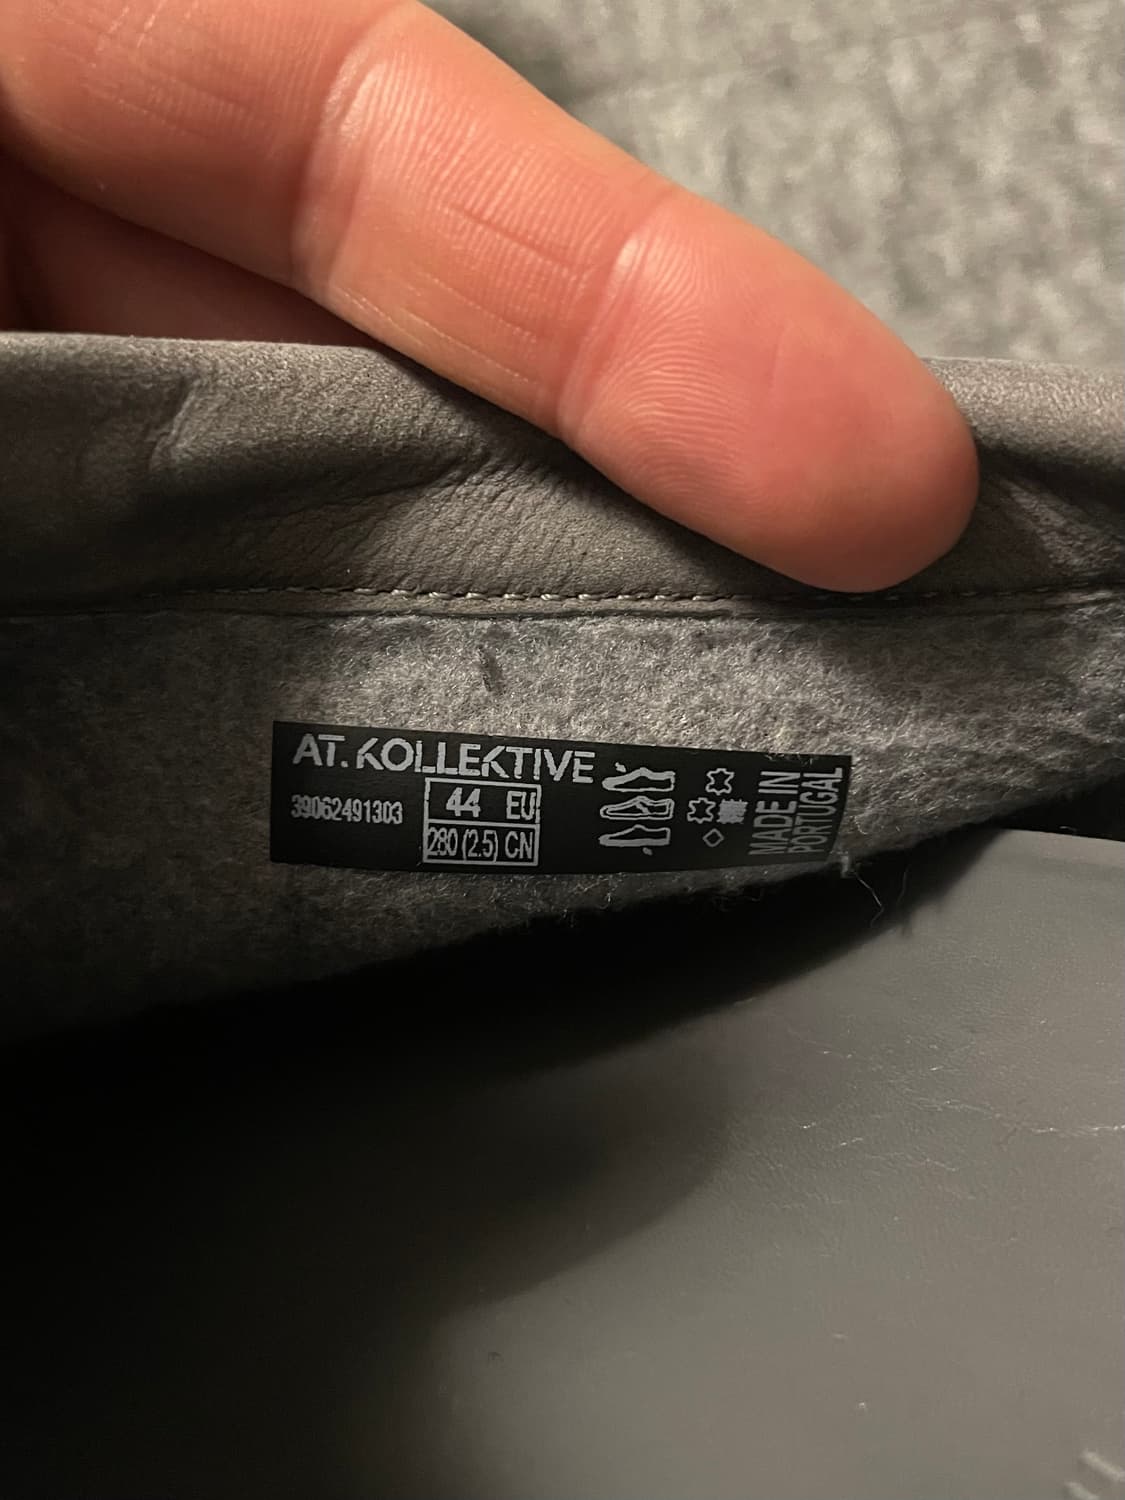 AT. KOLLEKTIVE
39062491303
44 EU
280 (2.5) CN
MADE IN
PORTUGAL